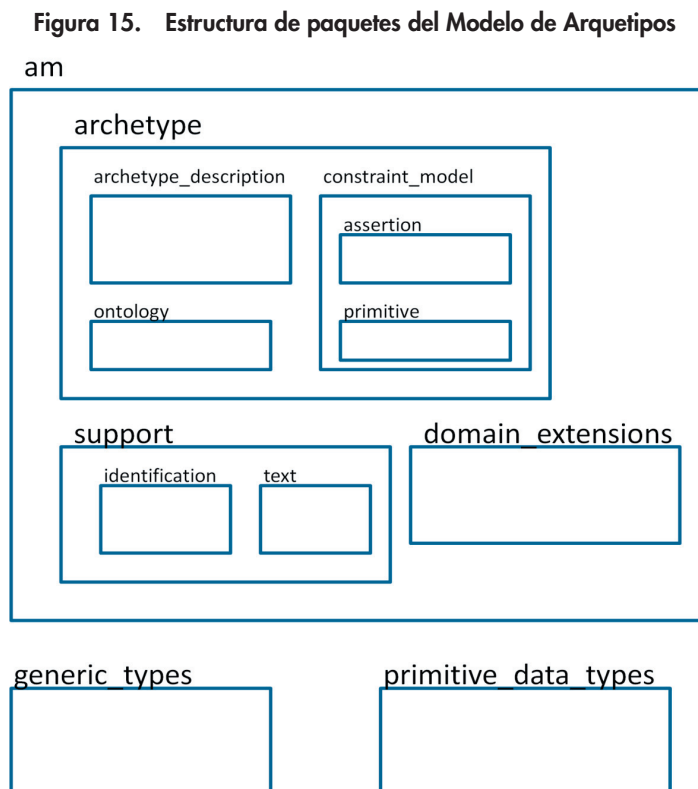 Figura 15. Estructura de paquetes del Modelo de Arquetipos
am
archetype
archetype_description constraint_model
assertion
ontology primitive
support domain_extensions
identification text
generic_types primitive_data_types